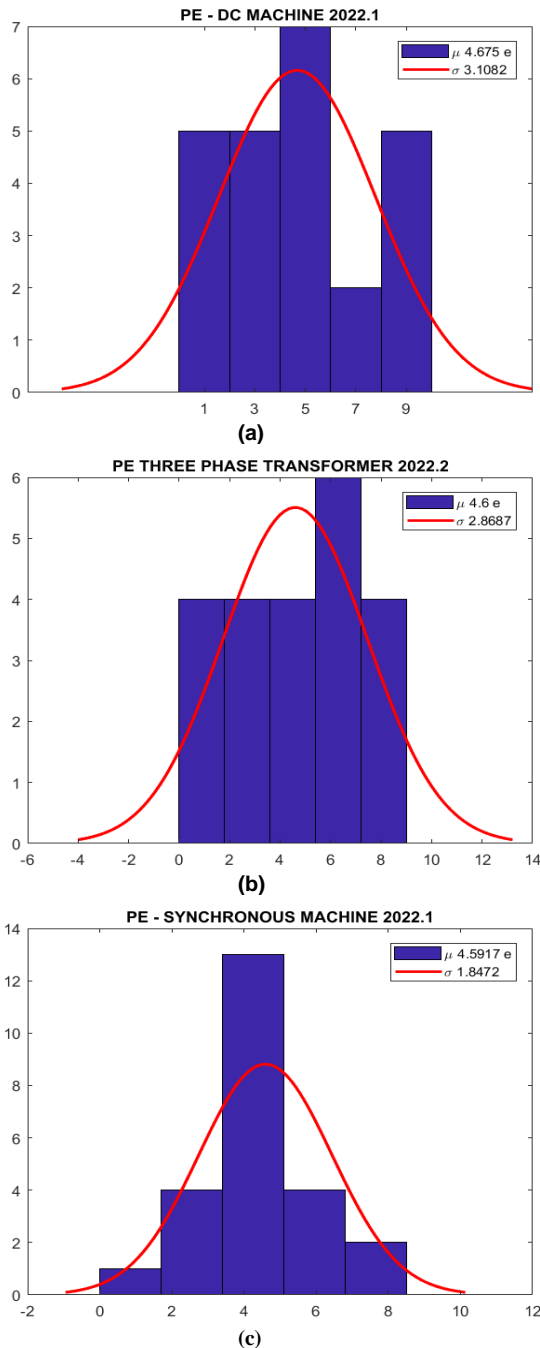 PE - DC MACHINE 2022.1
7
6
5
4
3
2
1
0
μ 4.675 e
σ 3.1082
1 3 5 7 9
(a)
PE THREE PHASE TRANSFORMER 2022.2
6
5
4
3
2
1
0
μ 4.6 e
σ 2.8687
-6 -4 -2 0 2 4 6 8 10 12 14
(b)
PE - SYNCHRONOUS MACHINE 2022.1
14
12
10
8
6
4
2
0
μ 4.5917 e
σ 1.8472
-2 0 2 4 6 8 10 12
(c)